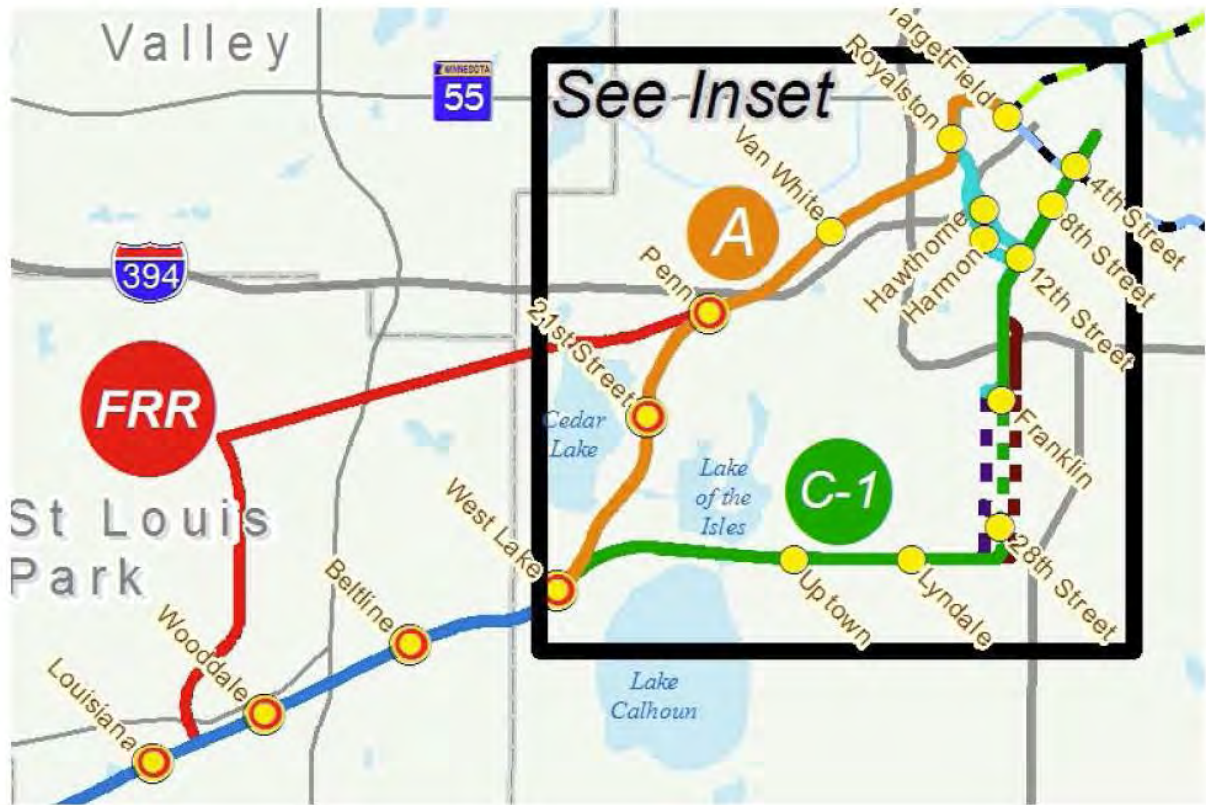 Valley
MINNESOTA
55
See Inset
TargetField
Royalston
Van White
A
Penn
4th Street
8th Street
Hawthorne
Harmon
12th Street
394
21st Street
FRR
Cedar
Lake
Franklin
Lake
of the
Isles
C-1
St Louis
Park
West Lake
28th Street
Beltline
Uptown
Lyndale
Wooddale
Louisiana
Lake
Calhoun